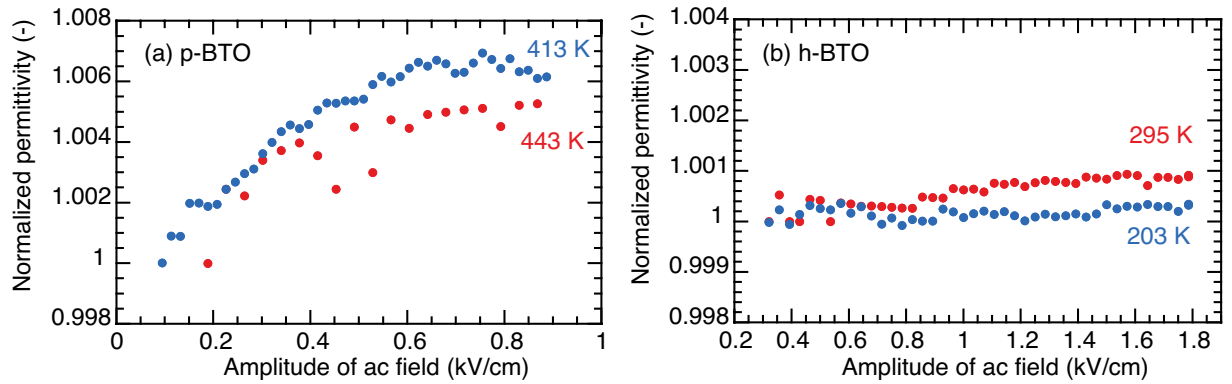 (a) p-BTO
413 K
443 K
Normalized permittivity (-)
1.008
1.006
1.004
1.002
1
0.998
0
0.2
0.4
0.6
0.8
1
Amplitude of ac field (kV/cm)
(b) h-BTO
295 K
203 K
Normalized permittivity (-)
1.004
1.003
1.002
1.001
1
0.999
0.998
0.2
0.4
0.6
0.8
1.0
1.2
1.4
1.6
1.8
Amplitude of ac field (kV/cm)